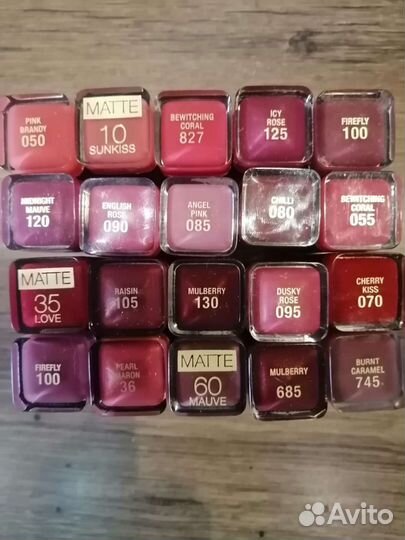 PINK
BRANDY
050
MATTE
10
SUNKISS
BEWITCHING
CORAL
827
ICY
ROSE
125
FIREFLY
100
MIDNIGHT
MAUVE
120
ENGLISH
ROSE
090
ANGEL
PINK
085
CHILLI
080
BEWITCHING
CORAL
055
MATTE
35
LOVE
RAISIN
105
MULBERRY
130
DUSKY
ROSE
095
CHERRY
KISS
070
FIREFLY
100
PEARL
36
MATTE
60
MAUVE
MULBERRY
685
BURNT
CARAMEL
745
Avito